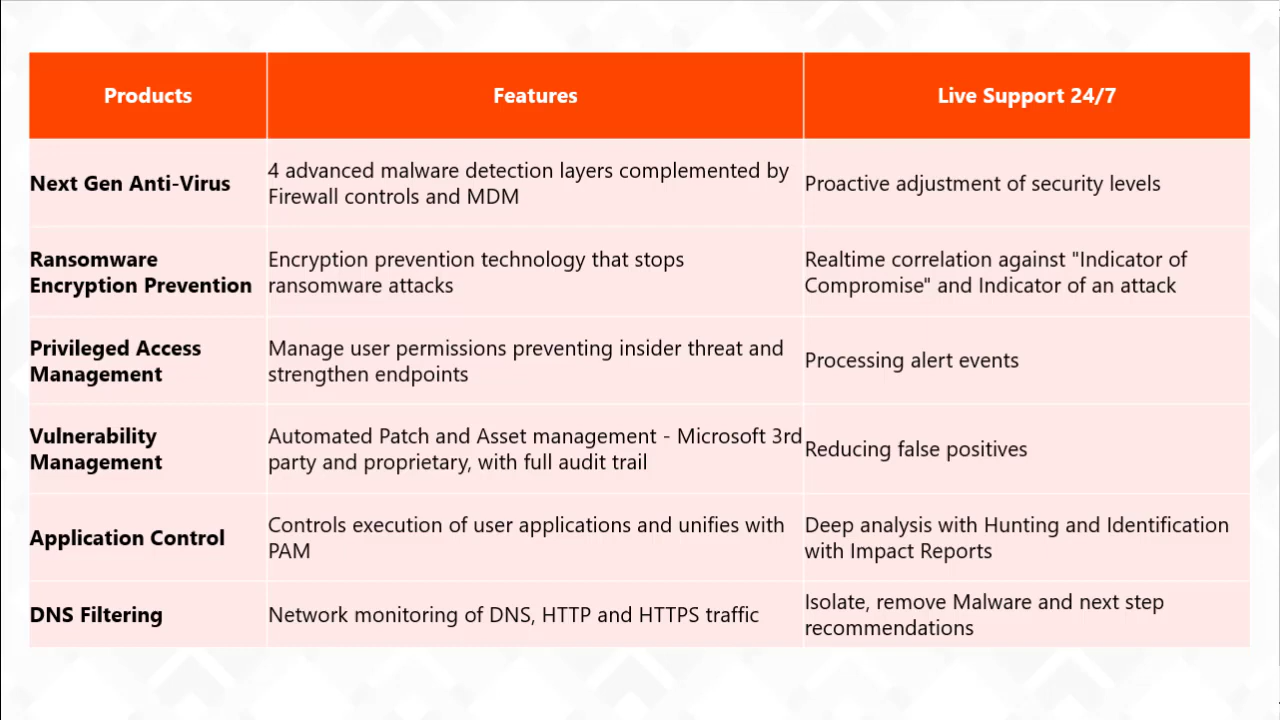 Products Features Live Support 24/7
Next Gen Anti-Virus
4 advanced malware detection layers complemented by
Firewall controls and MDM
Proactive adjustment of security levels
Ransomware
Encryption Prevention
Encryption prevention technology that stops
ransomware attacks
Realtime correlation against "Indicator of
Compromise" and Indicator of an attack
Privileged Access
Management
Manage user permissions preventing insider threat and
strengthen endpoints
Processing alert events
Vulnerability
Management
Automated Patch and Asset management - Microsoft 3rd
party and proprietary, with full audit trail
Reducing false positives
Application Control
Controls execution of user applications and unifies with
PAM
Deep analysis with Hunting and Identification
with Impact Reports
DNS Filtering
Network monitoring of DNS, HTTP and HTTPS traffic
Isolate, remove Malware and next step
recommendations